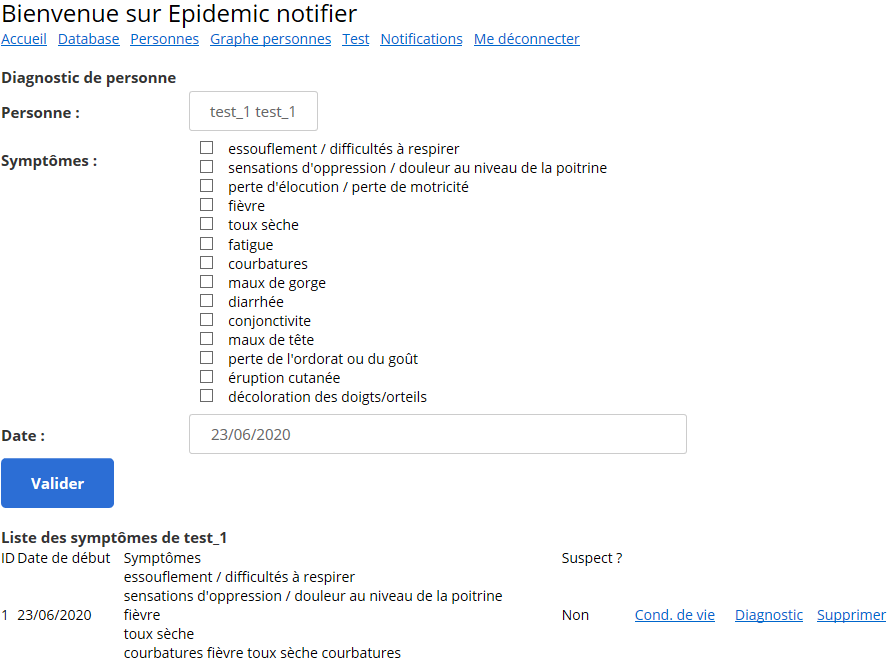 Bienvenue sur Epidemic notifier
Accueil Database Personnes Graphe personnes Test Notifications Me déconnecter
Diagnostic de personne
Personne : test_1 test_1
Symptômes :
essouflement / difficultés à respirer
sensations d'oppression / douleur au niveau de la poitrine
perte d'élocution / perte de motricité
fièvre
toux sèche
fatigue
courbatures
maux de gorge
diarrhée
conjonctivite
maux de tête
perte de l'ordorat ou du goût
éruption cutanée
décoloration des doigts/orteils
Date : 23/06/2020
Valider
Liste des symptômes de test_1
ID Date de début Symptômes Suspect ?
essouflement / difficultés à respirer
sensations d'oppression / douleur au niveau de la poitrine
1 23/06/2020 fièvre Non Cond. de vie Diagnostic Supprimer
toux sèche
courbatures fièvre toux sèche courbatures